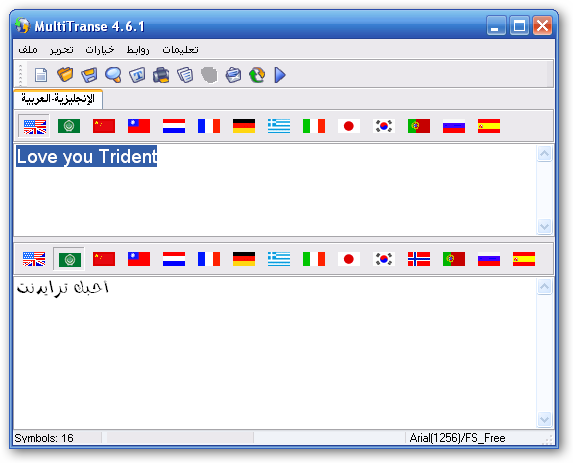 MultiTranse 4.6.1
ملف تحرير خيارات روابط تعليمات
الإنجليزية-العربية
Love you Trident
احبك ترايدنت
Symbols: 16
Arial(1256)/FS_Free